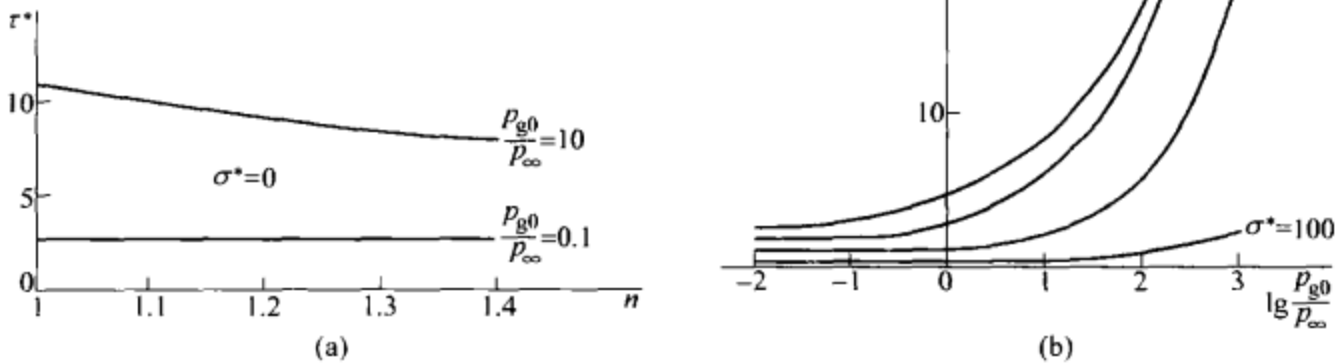 τ*
10
5
0
σ*=0
p_g0/p_∞=10
p_g0/p_∞=0.1
1 1.1 1.2 1.3 1.4 n
(a)
10
σ*=100
−2 −1 0 1 2 3
lg p_g0/p_∞
(b)